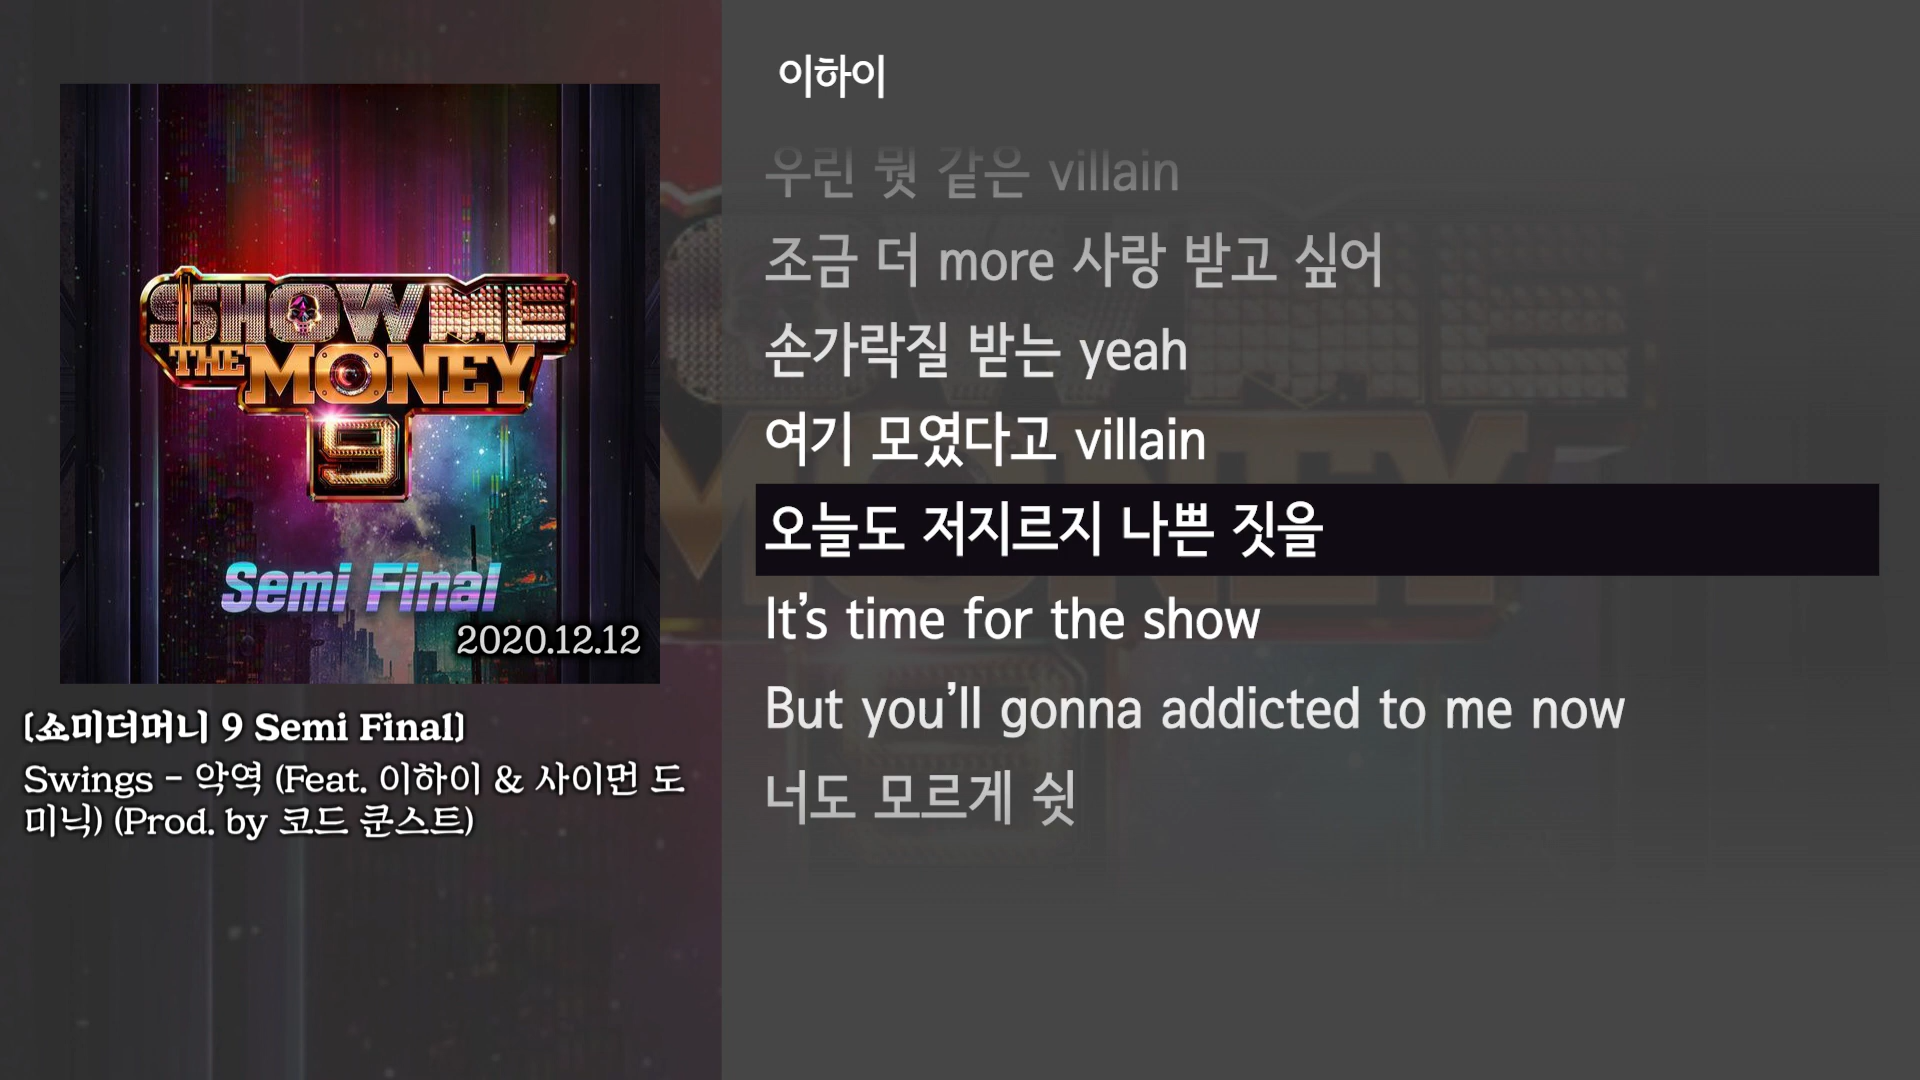 SHOW ME
THE MONEY
9
Semi Final
2020.12.12
[쇼미더머니 9 Semi Final]
Swings - 악역 (Feat. 이하이 & 사이먼 도
미닉) (Prod. by 코드 쿤스트)
이하이
우린 뭣 같은 villain
조금 더 more 사랑 받고 싶어
손가락질 받는 yeah
여기 모였다고 villain
오늘도 저지르지 나쁜 짓을
It's time for the show
But you'll gonna addicted to me now
너도 모르게 쉿